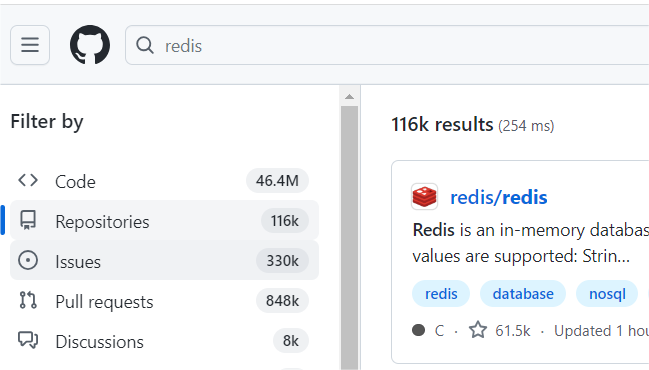 redis
Filter by
Code 46.4M
Repositories 116k
Issues 330k
Pull requests 848k
Discussions 8k
116k results (254 ms)
redis/redis
Redis is an in-memory database
values are supported: Strin...
redis database nosql
C · 61.5k · Updated 1 hou